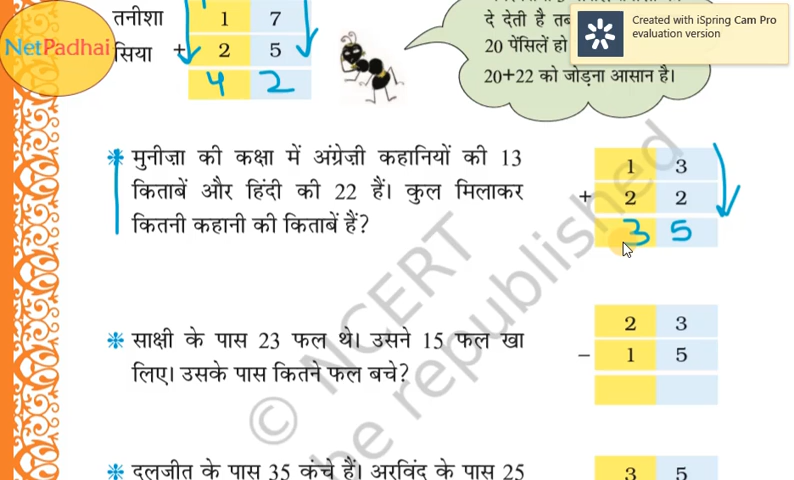 तनीशा 1 7
NetPadhai
सिया + 2 5
4 2
दे देती है तब
20 पेंसिलें हो
20+22 को जोड़ना आसान है।
Created with iSpring Cam Pro
evaluation version
मुनीज़ा की कक्षा में अंग्रेज़ी कहानियों की 13
किताबें और हिंदी की 22 हैं। कुल मिलाकर
कितनी कहानी की किताबें हैं?
1 3
+ 2 2
3 5
साक्षी के पास 23 फल थे। उसने 15 फल खा
लिए। उसके पास कितने फल बचे?
2 3
− 1 5
© NCERT
be republished
दलजीत के पास 35 कंचे हैं। अरविंद के पास 25
3 5